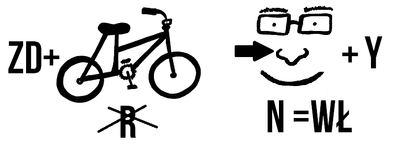 ZD+ + Y
R N =WŁ